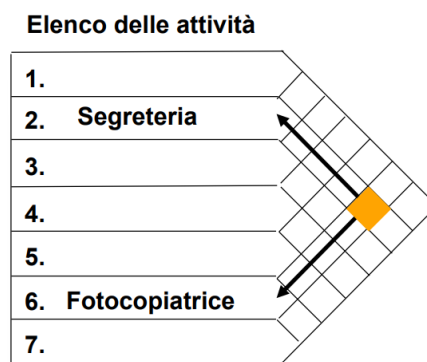 Elenco delle attività
1.
2. Segreteria
3.
4.
5.
6. Fotocopiatrice
7.